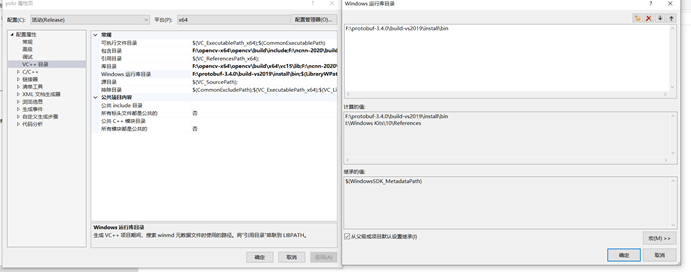 yolo 属性页
配置(C):
活动(Release)
平台(P):
x64
配置管理器(O)...
配置属性
常规
高级
调试
VC++ 目录
C/C++
链接器
清单工具
XML 文档生成器
浏览信息
生成事件
自定义生成步骤
代码分析
常规
可执行文件目录
$(VC_ExecutablePath_x64);$(CommonExecutablePath)
包含目录
F:\opencv-x64\opencv\build\include;F:\ncnn-2020\build
引用目录
$(VC_ReferencesPath_x64);
库目录
F:\opencv-x64\opencv\build\x64\vc15\lib;F:\ncnn-2020\b
Windows 运行库目录
F:\protobuf-3.4.0\build-vs2019\install\bin;$(LibraryWPat
源目录
$(VC_SourcePath);
排除目录
$(CommonExcludePath);$(VC_ExecutablePath_x64);$(VC_Li
公共项目内容
公共 include 目录
所有标头文件都是公共的
否
公共 C++ 模块目录
所有模块都是公共的
否
Windows 运行库目录
生成 VC++ 项目期间，搜索 winmd 元数据文件时使用的路径。将"引用目录"串联到 LIBPATH。
确定
取消
应用(A)
Windows 运行库目录
F:\protobuf-3.4.0\build-vs2019\install\bin
计算的值:
F:\protobuf-3.4.0\build-vs2019\install\bin
E:\Windows Kits\10\References
继承的值:
$(WindowsSDK_MetadataPath)
从父级或项目默认设置继承(I)
宏(M) >>
确定
取消